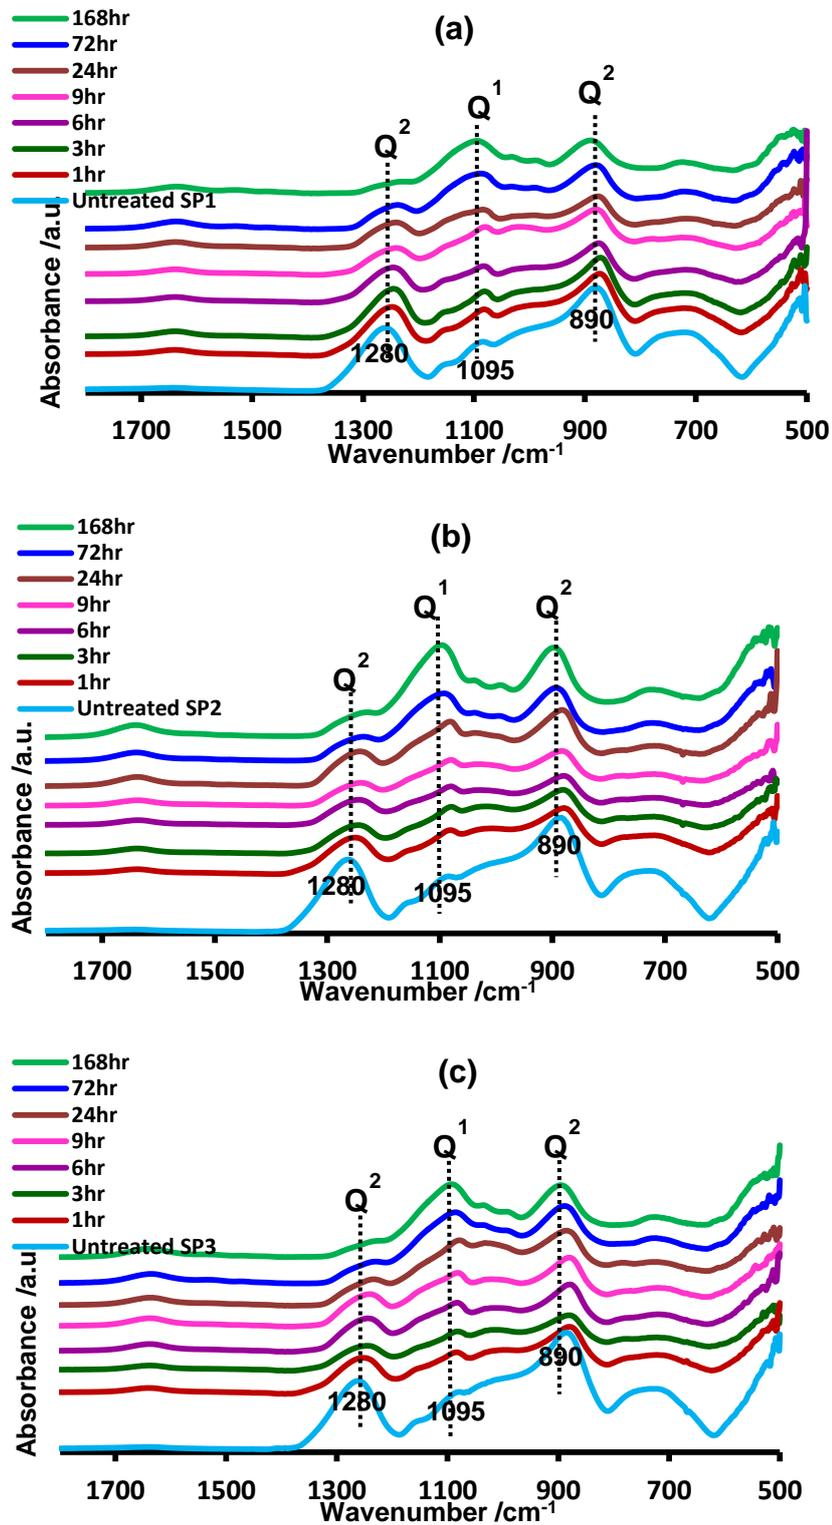 (a)
168hr
72hr
24hr
9hr
6hr
3hr
1hr
Untreated SP1
Q2
Q1
Q2
1280
1095
890
Absorbance /a.u.
1700 1500 1300 1100 900 700 500
Wavenumber /cm-1
(b)
168hr
72hr
24hr
9hr
6hr
3hr
1hr
Untreated SP2
Q2
Q1
Q2
1280
1095
890
Absorbance /a.u.
1700 1500 1300 1100 900 700 500
Wavenumber /cm-1
(c)
168hr
72hr
24hr
9hr
6hr
3hr
1hr
Untreated SP3
Q2
Q1
Q2
1280
1095
890
Absorbance /a.u
1700 1500 1300 1100 900 700 500
Wavenumber /cm-1